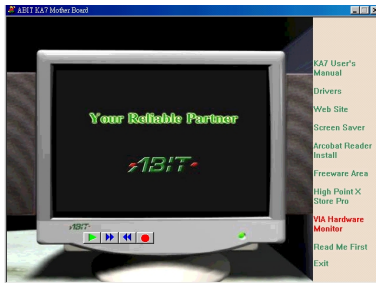 ABIT KA7 Mother Board
Your Reliable Partner
ABIT
ABIT
KA7 User's
Manual
Drivers
Web Site
Screen Saver
Arcobat Reader
Install
Freeware Area
High Point X
Store Pro
VIA Hardware
Monitor
Read Me First
Exit